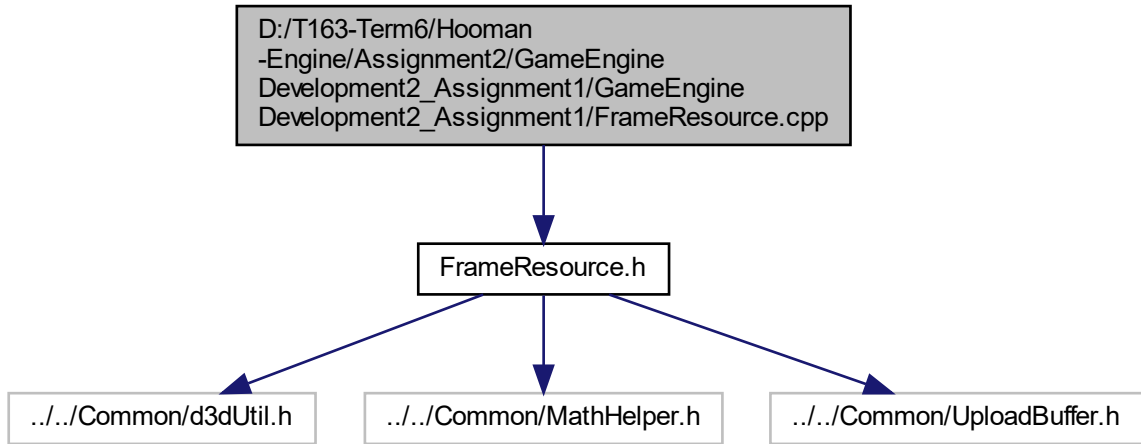 D:/T163-Term6/Hooman
-Engine/Assignment2/GameEngine
Development2_Assignment1/GameEngine
Development2_Assignment1/FrameResource.cpp
FrameResource.h
../../Common/d3dUtil.h
../../Common/MathHelper.h
../../Common/UploadBuffer.h